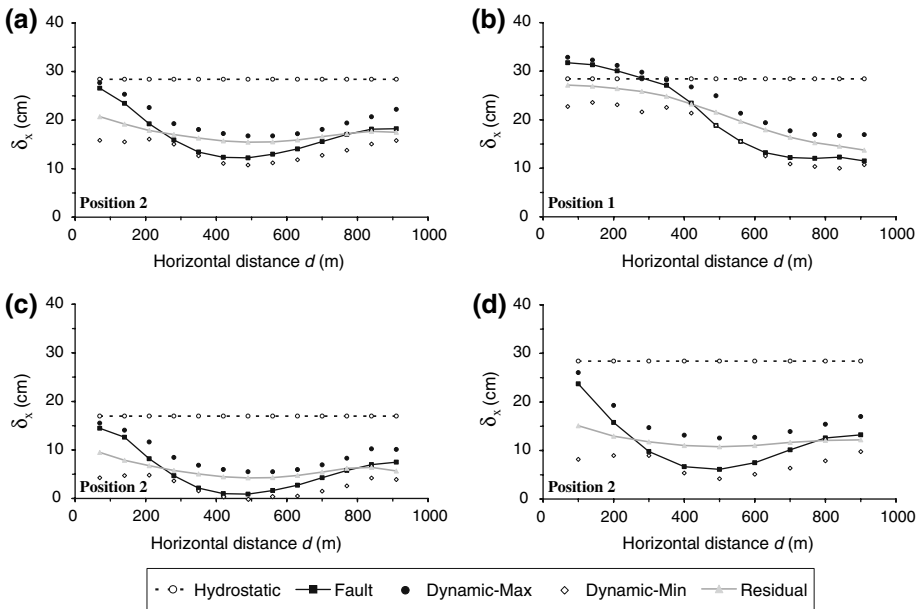 (a)
40
30
20
10
0
δx (cm)
Position 2
0 200 400 600 800 1000
Horizontal distance d (m)
(b)
40
30
20
10
0
δx (cm)
Position 1
0 200 400 600 800 1000
Horizontal distance d (m)
(c)
40
30
20
10
0
δx (cm)
Position 2
0 200 400 600 800 1000
Horizontal distance d (m)
(d)
40
30
20
10
0
δx (cm)
Position 2
0 200 400 600 800 1000
Horizontal distance d (m)
Hydrostatic Fault Dynamic-Max Dynamic-Min Residual